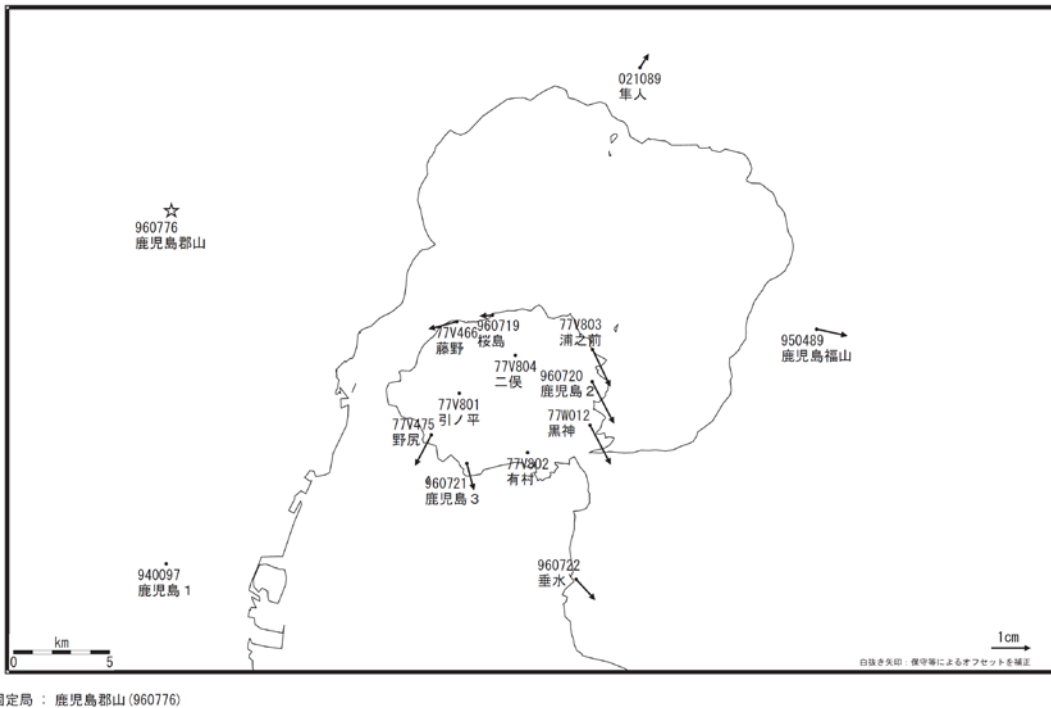 021089
隼人
960776
鹿児島郡山
77V466
藤野
960719
桜島
77V803
浦之前
950489
鹿児島福山
77V804
二俣
960720
鹿児島2
77V801
引ノ平
77W012
黒神
77V475
野尻
77V802
有村
960721
鹿児島3
940097
鹿児島1
960722
垂水
km
0 5
1cm
白抜き矢印：保守等によるオフセットを補正
固定局 ： 鹿児島郡山(960776)